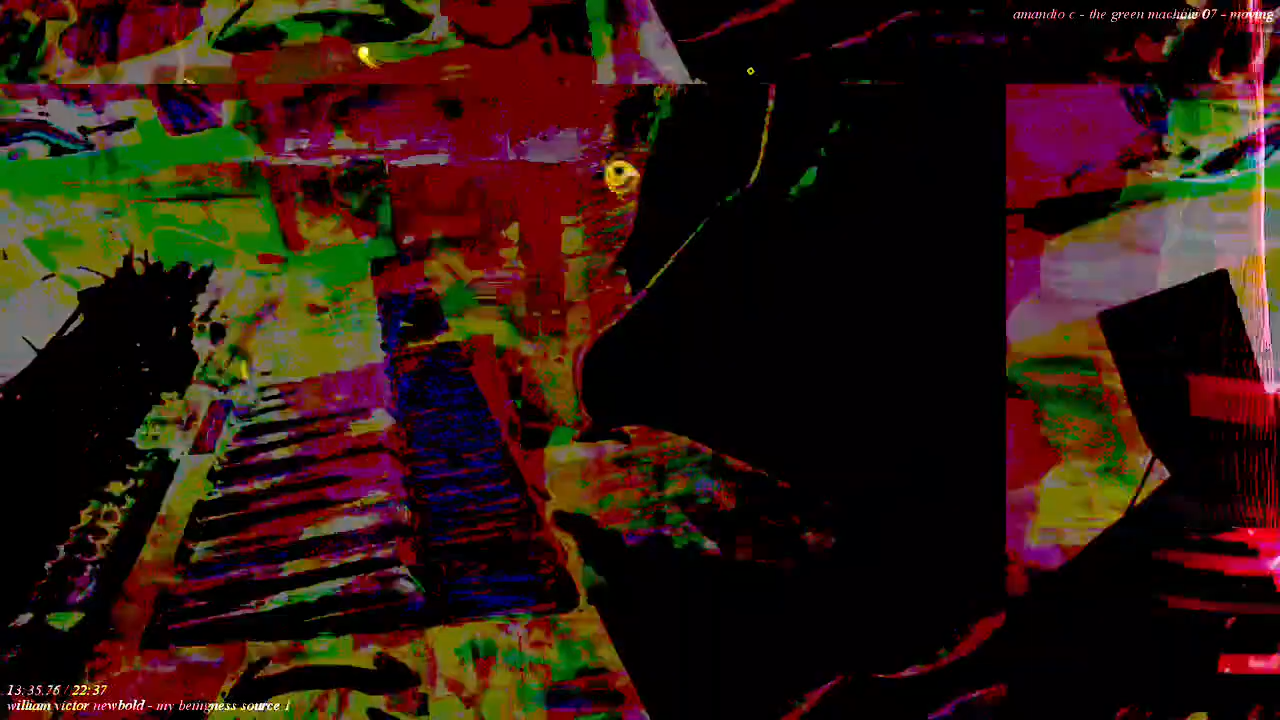 amandio c - the green machine 07 - moving
13:35.76 / 22:37
william victor newbold - my beingness source 1